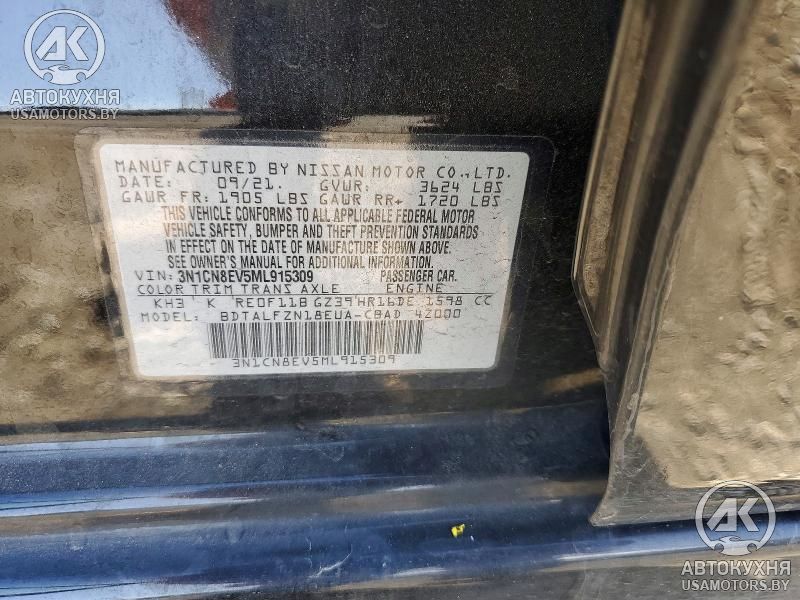 AK
АВТОКУХНЯ
USAMOTORS.BY
MANUFACTURED BY NISSAN MOTOR CO.,LTD.
DATE: 09/21. GVWR: 3624 LBS
GAWR FR: 1905 LBS GAWR RR+ 1720 LBS
THIS VEHICLE CONFORMS TO ALL APPLICABLE FEDERAL MOTOR
VEHICLE SAFETY, BUMPER AND THEFT PREVENTION STANDARDS
IN EFFECT ON THE DATE OF MANUFACTURE SHOWN ABOVE.
SEE OWNER'S MANUAL FOR ADDITIONAL INFORMATION
VIN: 3N1CN8EV5ML915309 PASSENGER CAR.
COLOR TRIM TRANS AXLE ENGINE
KH3 K RE0F11B GZ39 HR16DE 1598 CC
MODEL: BDTALFZN18EUA-CBAD 4Z000
3N1CN8EV5ML915309
AK
АВТОКУХНЯ
USAMOTORS.BY